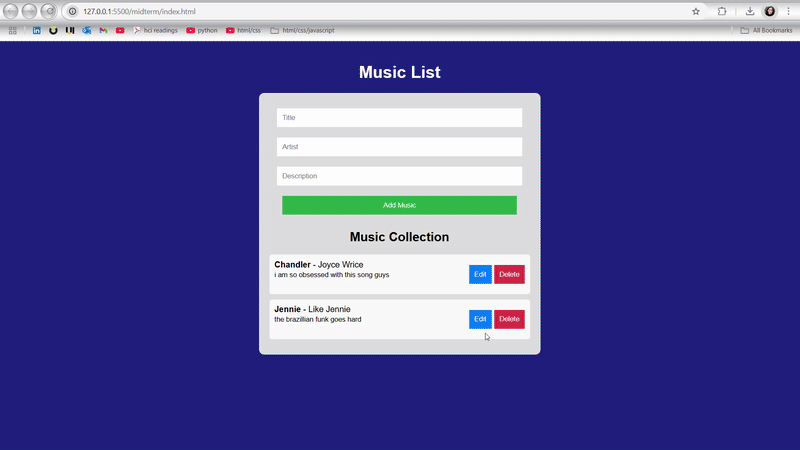 127.0.0.1:5500/midterm/index.html
hci readings
python
html/css
html/css/javascript
All Bookmarks
Music List
Title
Artist
Description
Add Music
Music Collection
Chandler - Joyce Wrice
i am so obsessed with this song guys
Edit Delete
Jennie - Like Jennie
the brazillian funk goes hard
Edit Delete